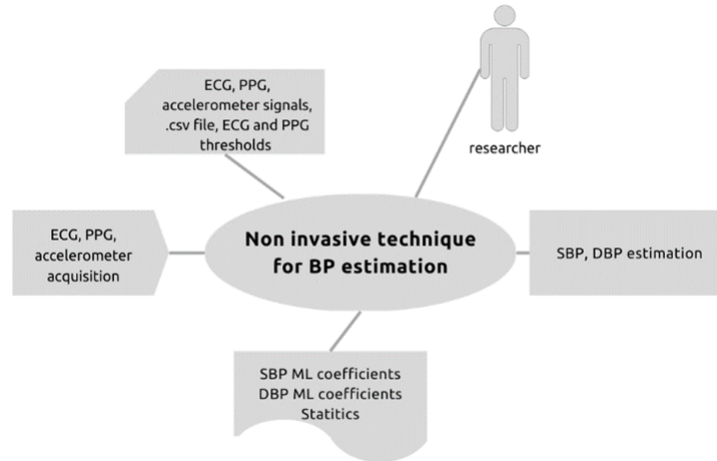 ECG, PPG,
accelerometer signals,
.csv file, ECG and PPG
thresholds
researcher
ECG, PPG,
accelerometer
acquisition
Non invasive technique
for BP estimation
SBP, DBP estimation
SBP ML coefficients
DBP ML coefficients
Statitics